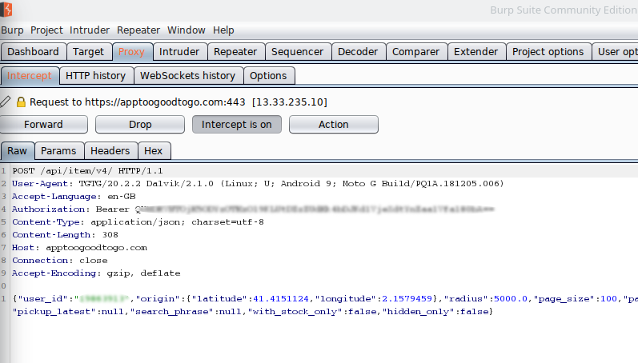 Burp Suite Community Edition
Burp Project Intruder Repeater Window Help
Dashboard Target Proxy Intruder Repeater Sequencer Decoder Comparer Extender Project options User opt
Intercept HTTP history WebSockets history Options
Request to https://apptoogoodtogo.com:443 [13.33.235.10]
Forward Drop Intercept is on Action
Raw Params Headers Hex
1 POST /api/item/v4/ HTTP/1.1
2 User-Agent: TGTG/20.2.2 Dalvik/2.1.0 (Linux; U; Android 9; Moto G Build/PQ1A.181205.006)
3 Accept-Language: en-GB
4 Authorization: Bearer
5 Content-Type: application/json; charset=utf-8
6 Content-Length: 308
7 Host: apptoogoodtogo.com
8 Connection: close
9 Accept-Encoding: gzip, deflate
1 {"user_id":"","origin":{"latitude":41.4151124,"longitude":2.1579459},"radius":5000.0,"page_size":100,"pa
"pickup_latest":null,"search_phrase":null,"with_stock_only":false,"hidden_only":false}